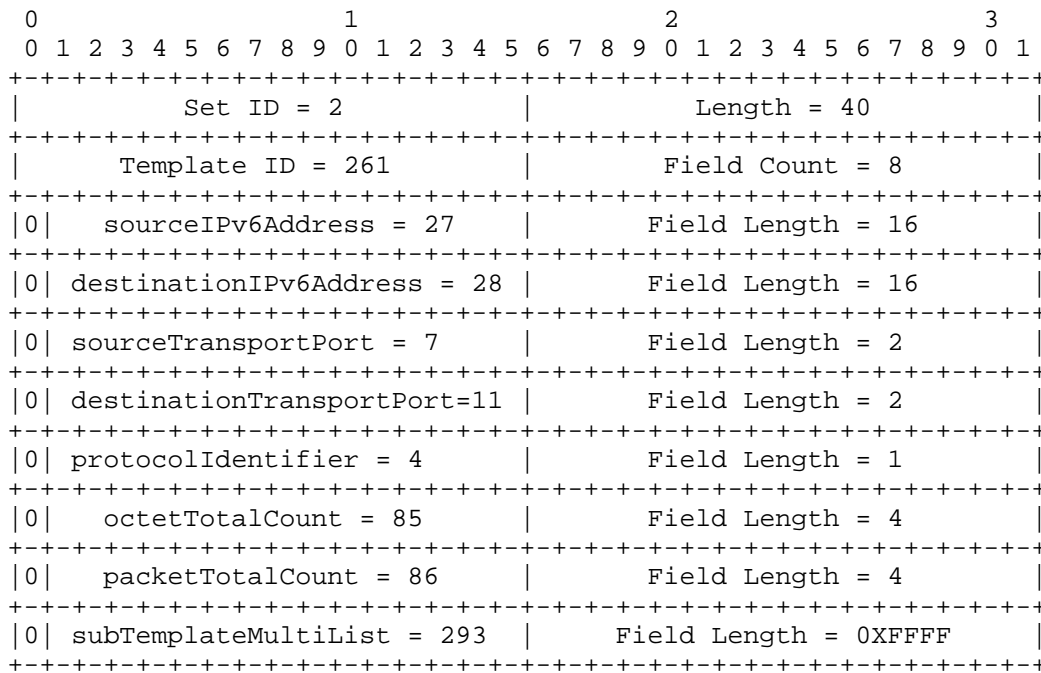 0                   1                   2                   3
 0 1 2 3 4 5 6 7 8 9 0 1 2 3 4 5 6 7 8 9 0 1 2 3 4 5 6 7 8 9 0 1
+-+-+-+-+-+-+-+-+-+-+-+-+-+-+-+-+-+-+-+-+-+-+-+-+-+-+-+-+-+-+-+-+
|          Set ID = 2           |          Length = 40          |
+-+-+-+-+-+-+-+-+-+-+-+-+-+-+-+-+-+-+-+-+-+-+-+-+-+-+-+-+-+-+-+-+
|      Template ID = 261        |        Field Count = 8        |
+-+-+-+-+-+-+-+-+-+-+-+-+-+-+-+-+-+-+-+-+-+-+-+-+-+-+-+-+-+-+-+-+
|0|   sourceIPv6Address = 27    |       Field Length = 16       |
+-+-+-+-+-+-+-+-+-+-+-+-+-+-+-+-+-+-+-+-+-+-+-+-+-+-+-+-+-+-+-+-+
|0| destinationIPv6Address = 28 |       Field Length = 16       |
+-+-+-+-+-+-+-+-+-+-+-+-+-+-+-+-+-+-+-+-+-+-+-+-+-+-+-+-+-+-+-+-+
|0| sourceTransportPort = 7     |       Field Length = 2        |
+-+-+-+-+-+-+-+-+-+-+-+-+-+-+-+-+-+-+-+-+-+-+-+-+-+-+-+-+-+-+-+-+
|0| destinationTransportPort=11 |       Field Length = 2        |
+-+-+-+-+-+-+-+-+-+-+-+-+-+-+-+-+-+-+-+-+-+-+-+-+-+-+-+-+-+-+-+-+
|0| protocolIdentifier = 4      |       Field Length = 1        |
+-+-+-+-+-+-+-+-+-+-+-+-+-+-+-+-+-+-+-+-+-+-+-+-+-+-+-+-+-+-+-+-+
|0|   octetTotalCount = 85      |       Field Length = 4        |
+-+-+-+-+-+-+-+-+-+-+-+-+-+-+-+-+-+-+-+-+-+-+-+-+-+-+-+-+-+-+-+-+
|0|   packetTotalCount = 86     |       Field Length = 4        |
+-+-+-+-+-+-+-+-+-+-+-+-+-+-+-+-+-+-+-+-+-+-+-+-+-+-+-+-+-+-+-+-+
|0| subTemplateMultiList = 293  |     Field Length = 0XFFFF     |
+-+-+-+-+-+-+-+-+-+-+-+-+-+-+-+-+-+-+-+-+-+-+-+-+-+-+-+-+-+-+-+-+